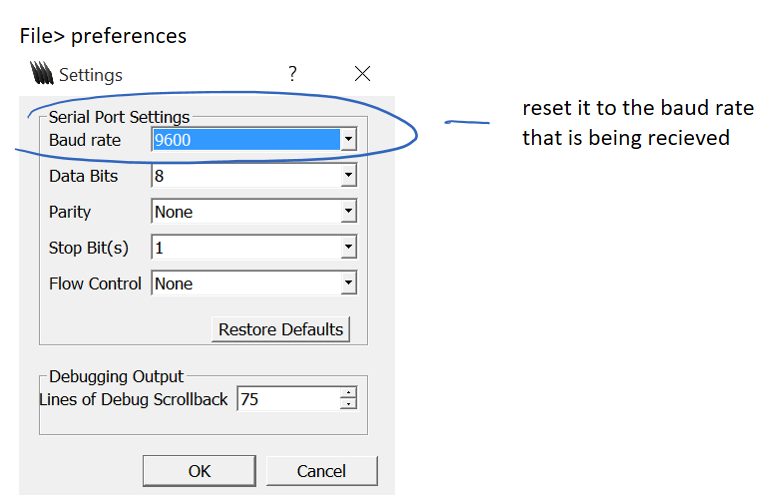 File> preferences
Settings ?
Serial Port Settings
Baud rate 9600
reset it to the baud rate
that is being recieved
Data Bits 8
Parity None
Stop Bit(s) 1
Flow Control None
Restore Defaults
Debugging Output
Lines of Debug Scrollback 75
OK Cancel